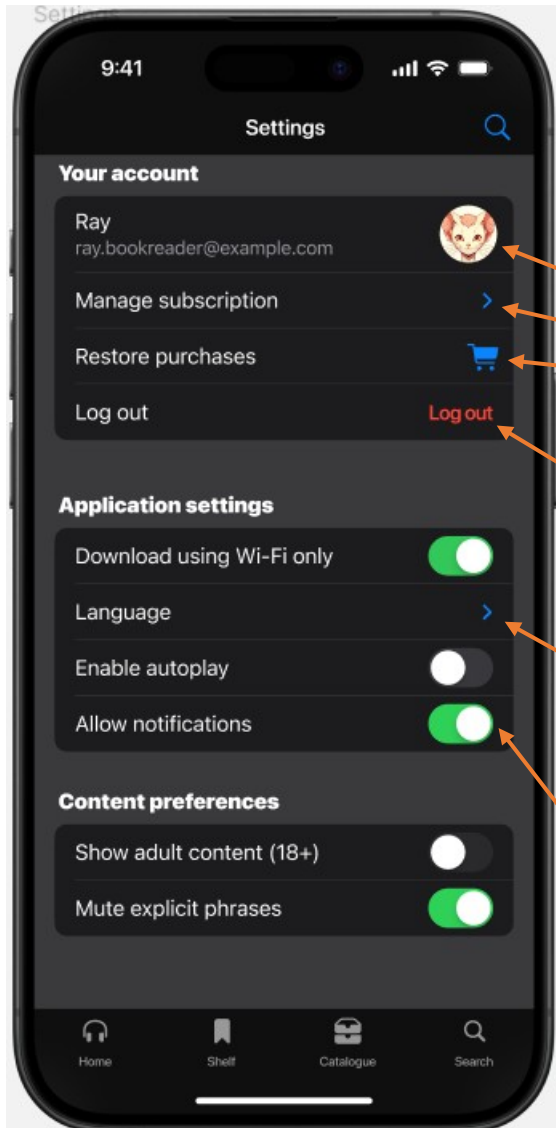 Settings
9:41
Settings
Your account
Ray
ray.bookreader@example.com
Manage subscription
Restore purchases
Log out Log out
Application settings
Download using Wi-Fi only
Language
Enable autoplay
Allow notifications
Content preferences
Show adult content (18+)
Mute explicit phrases
Home Shelf Catalogue Search